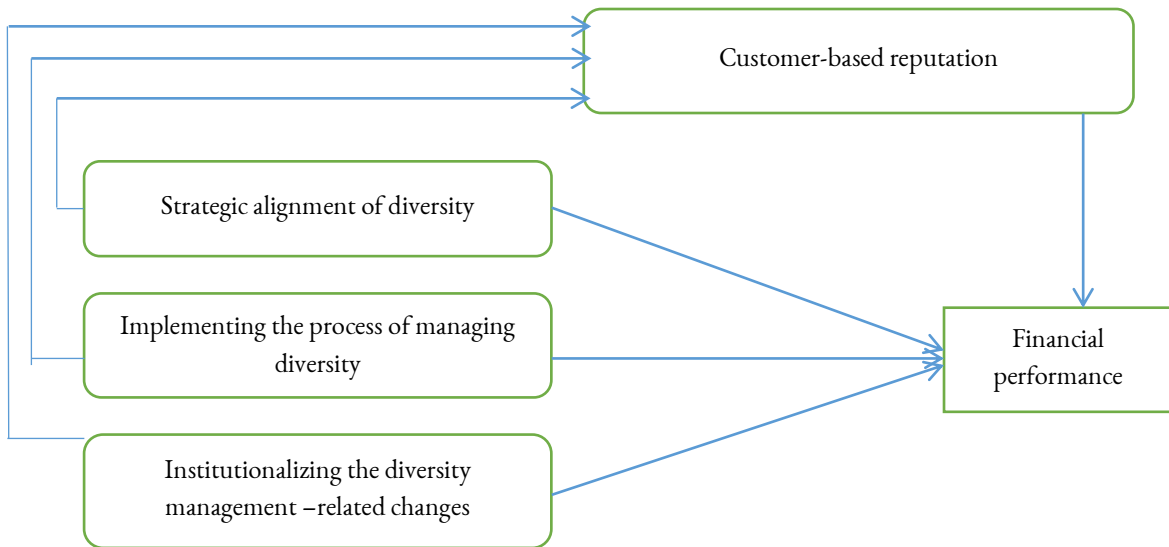 Customer-based reputation
Strategic alignment of diversity
Implementing the process of managing
diversity
Financial
performance
Institutionalizing the diversity
management –related changes